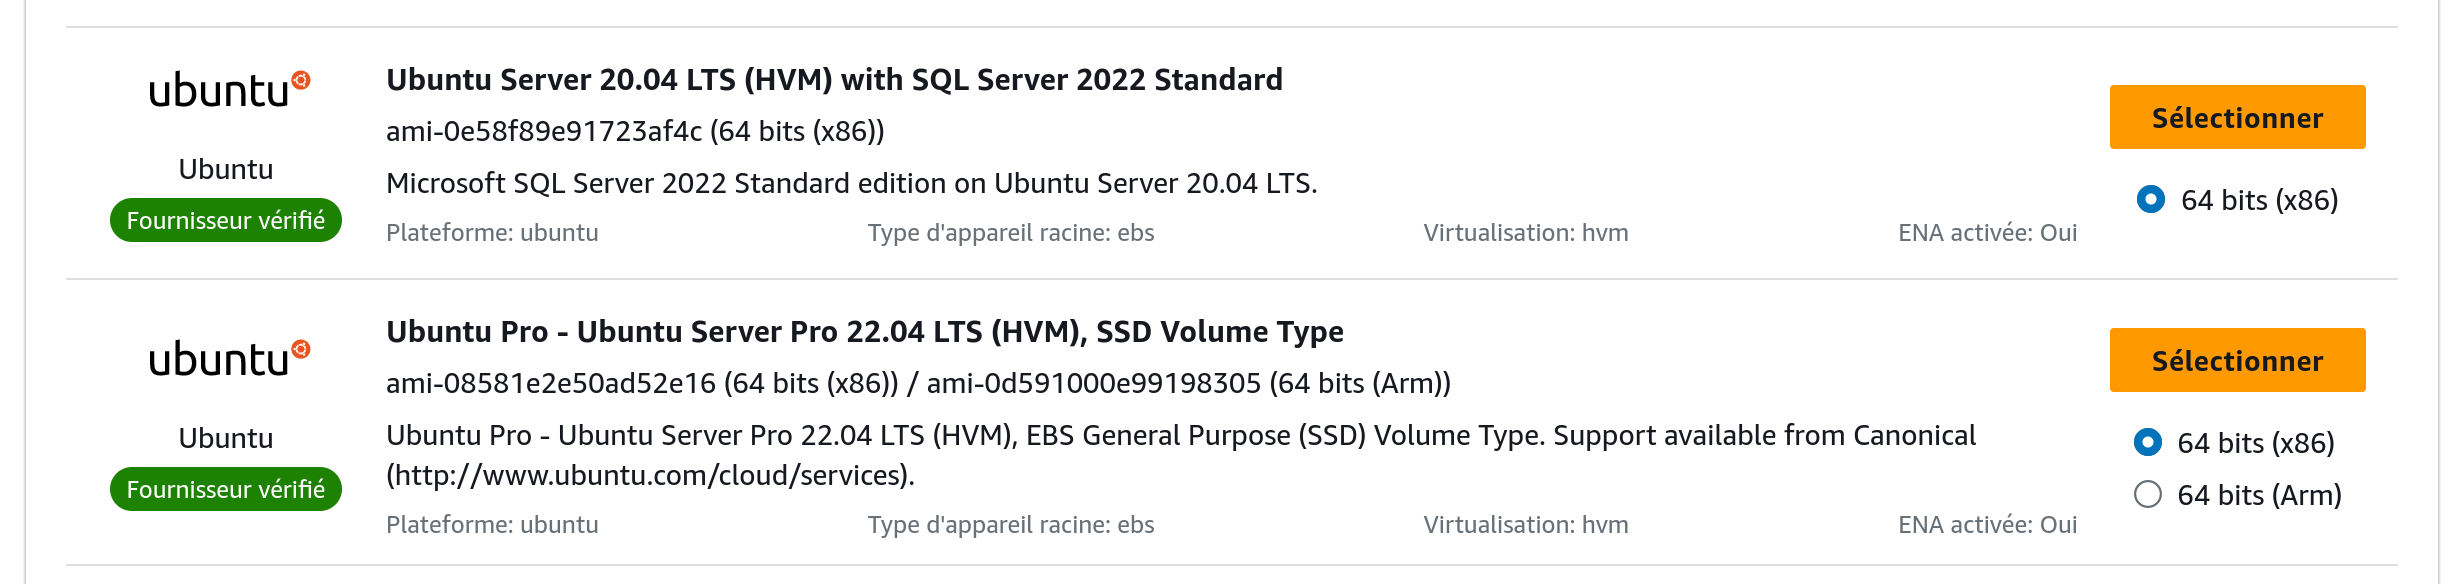 ubuntu
Ubuntu
Fournisseur vérifié
Ubuntu Server 20.04 LTS (HVM) with SQL Server 2022 Standard
ami-0e58f89e91723af4c (64 bits (x86))
Microsoft SQL Server 2022 Standard edition on Ubuntu Server 20.04 LTS.
Plateforme: ubuntu Type d'appareil racine: ebs Virtualisation: hvm ENA activée: Oui
Sélectionner
64 bits (x86)
ubuntu
Ubuntu
Fournisseur vérifié
Ubuntu Pro - Ubuntu Server Pro 22.04 LTS (HVM), SSD Volume Type
ami-08581e2e50ad52e16 (64 bits (x86)) / ami-0d591000e99198305 (64 bits (Arm))
Ubuntu Pro - Ubuntu Server Pro 22.04 LTS (HVM), EBS General Purpose (SSD) Volume Type. Support available from Canonical
(http://www.ubuntu.com/cloud/services).
Plateforme: ubuntu Type d'appareil racine: ebs Virtualisation: hvm ENA activée: Oui
Sélectionner
64 bits (x86)
64 bits (Arm)